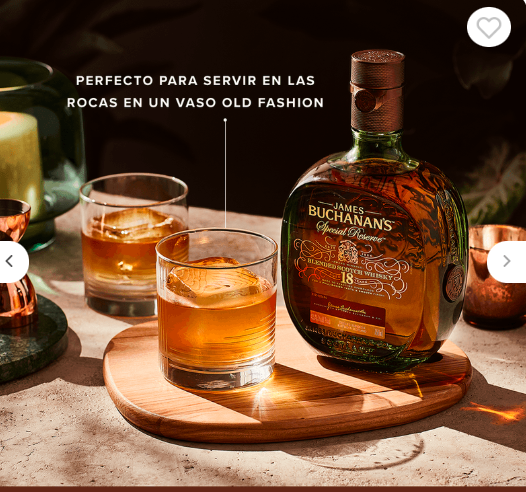 PERFECTO PARA SERVIR EN LAS
ROCAS EN UN VASO OLD FASHION
JAMES
BUCHANAN'S
Special Reserve
BLENDED SCOTCH WHISKY
18